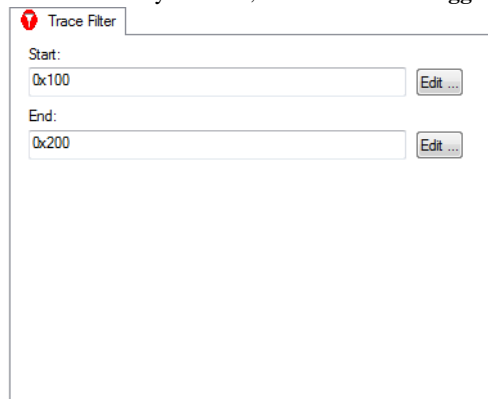 Trace Filter
Start:
0x100
Edit ...
End:
0x200
Edit ...